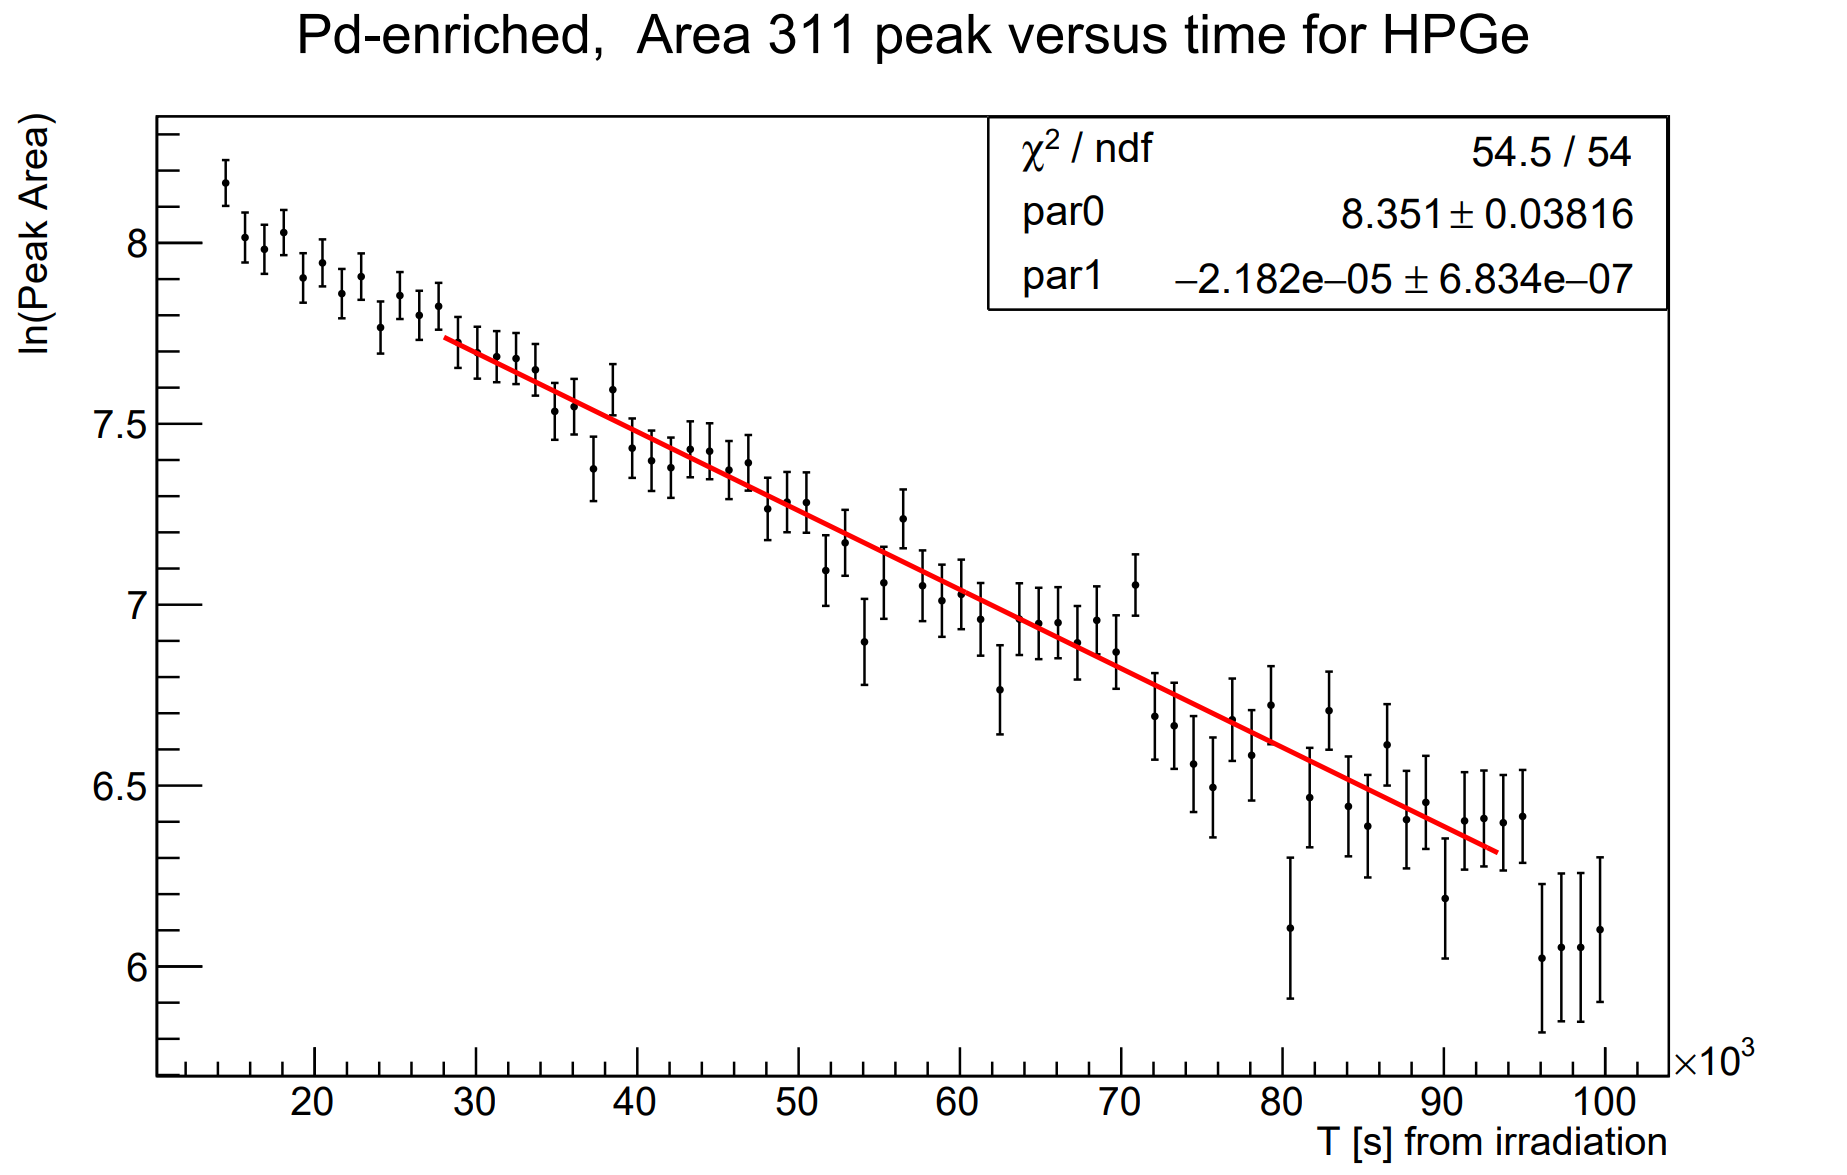 Pd-enriched,  Area 311 peak versus time for HPGe
ln(Peak Area)
χ² / ndf 54.5 / 54
par0 8.351 ± 0.03816
par1 −2.182e−05 ± 6.834e−07
8
7.5
7
6.5
6
20 30 40 50 60 70 80 90 100
×10³
T [s] from irradiation